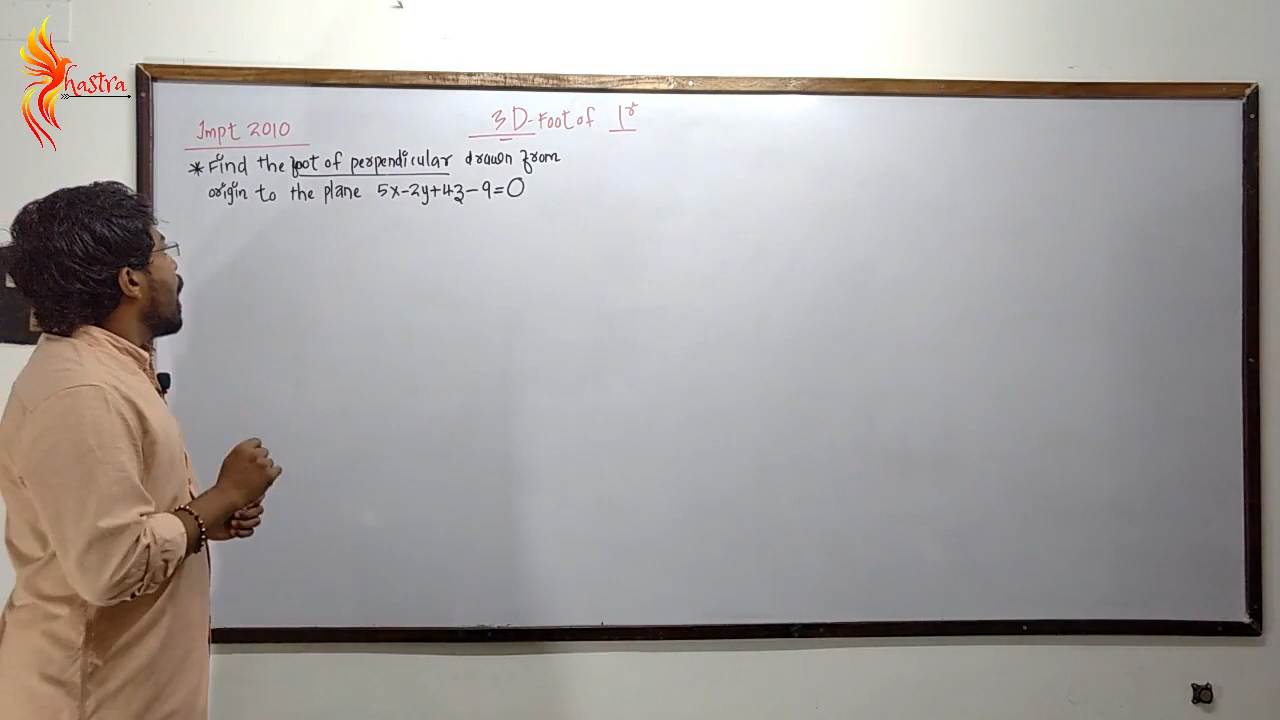 hastra
3D-Foot of 1r
Impt 2010
* Find the foot of perpendicular drawn from
origin to the plane 5x-2y+4z-9=0